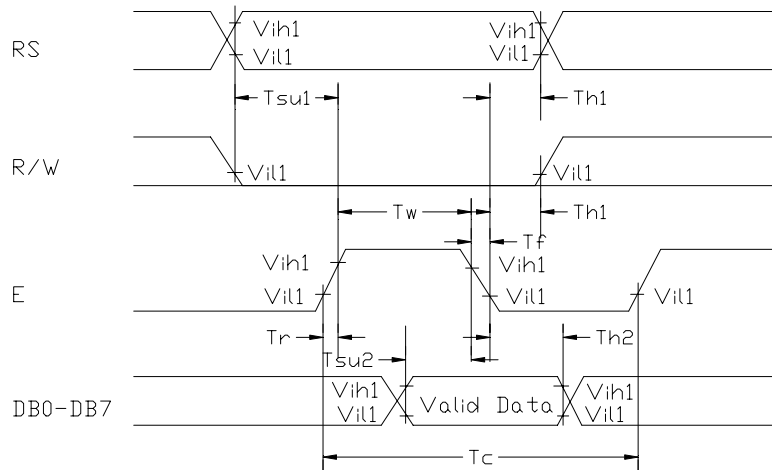 Vih1 Vih1
RS
Vil1 Vil1
Tsu1 Th1
R/W Vil1 Vil1
Tw Th1
Tf
Vih1 Vih1
E Vil1 Vil1 Vil1
Tr Th2
Tsu2
Vih1 Vih1
DB0-DB7 Vil1 Valid Data Vil1
Tc